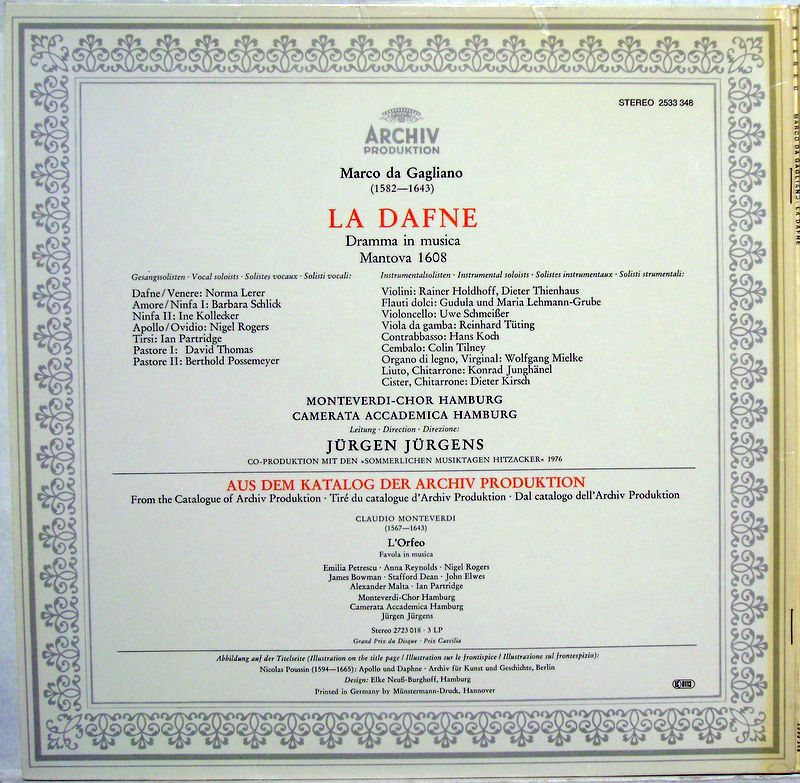 STEREO 2533 348
ARCHIV
PRODUKTION
Marco da Gagliano
(1582—1643)
LA DAFNE
Dramma in musica
Mantova 1608
Gesangssolisten · Vocal soloists · Solistes vocaux · Solisti vocali:
Dafne/Venere: Norma Lerer
Amore/Ninfa I: Barbara Schlick
Ninfa II: Ine Kollecker
Apollo/Ovidio: Nigel Rogers
Tirsi: Ian Partridge
Pastore I: David Thomas
Pastore II: Berthold Possemeyer
Instrumentalsolisten · Instrumental soloists · Solistes instrumentaux · Solisti strumentali:
Violini: Rainer Holdhoff, Dieter Thienhaus
Flauti dolci: Gudula und Maria Lehmann-Grube
Violoncello: Uwe Schmeißer
Viola da gamba: Reinhard Tüting
Contrabbasso: Hans Koch
Cembalo: Colin Tilney
Organo di legno, Virginal: Wolfgang Mielke
Liuto, Chitarrone: Konrad Junghänel
Cister, Chitarrone: Dieter Kirsch
MONTEVERDI-CHOR HAMBURG
CAMERATA ACCADEMICA HAMBURG
Leitung · Direction · Direzione:
JÜRGEN JÜRGENS
CO-PRODUKTION MIT DEN »SOMMERLICHEN MUSIKTAGEN HITZACKER« 1976
AUS DEM KATALOG DER ARCHIV PRODUKTION
From the Catalogue of Archiv Produktion · Tiré du catalogue d'Archiv Produktion · Dal catalogo dell'Archiv Produktion
CLAUDIO MONTEVERDI
(1567—1643)
L'Orfeo
Favola in musica
Emilia Petrescu · Anna Reynolds · Nigel Rogers
James Bowman · Stafford Dean · John Elwes
Alexander Malta · Ian Partridge
Monteverdi-Chor Hamburg
Camerata Accademica Hamburg
Jürgen Jürgens
Stereo 2723 018 · 3 LP
Grand Prix du Disque · Prix Caecilia
Abbildung auf der Titelseite (Illustration on the title page / Illustration sur le frontispice / Illustrazione sul frontespizio):
Nicolas Poussin (1594—1665): Apollo und Daphne · Archiv für Kunst und Geschichte, Berlin
Design: Elke Neuß-Burghoff, Hamburg
Printed in Germany by Münstermann-Druck, Hannover
STEREO
MARCO DA GAGLIANO: LA DAFNE